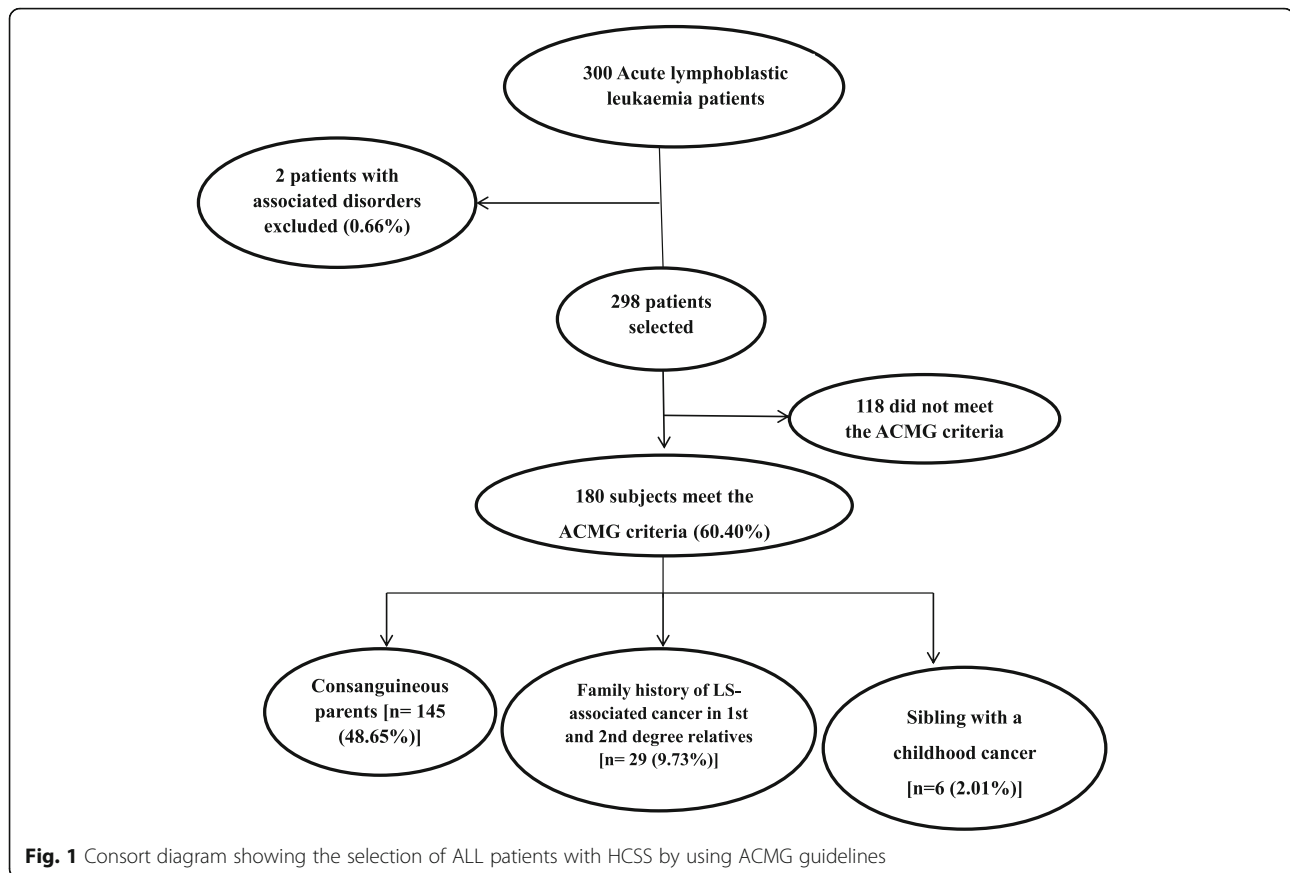 300 Acute lymphoblastic
leukaemia patients
2 patients with
associated disorders
excluded (0.66%)
298 patients
selected
118 did not meet
the ACMG criteria
180 subjects meet the
ACMG criteria (60.40%)
Consanguineous
parents [n= 145
(48.65%)]
Family history of LS-
associated cancer in 1st
and 2nd degree relatives
[n= 29 (9.73%)]
Sibling with a
childhood cancer
[n=6 (2.01%)]
Fig. 1 Consort diagram showing the selection of ALL patients with HCSS by using ACMG guidelines